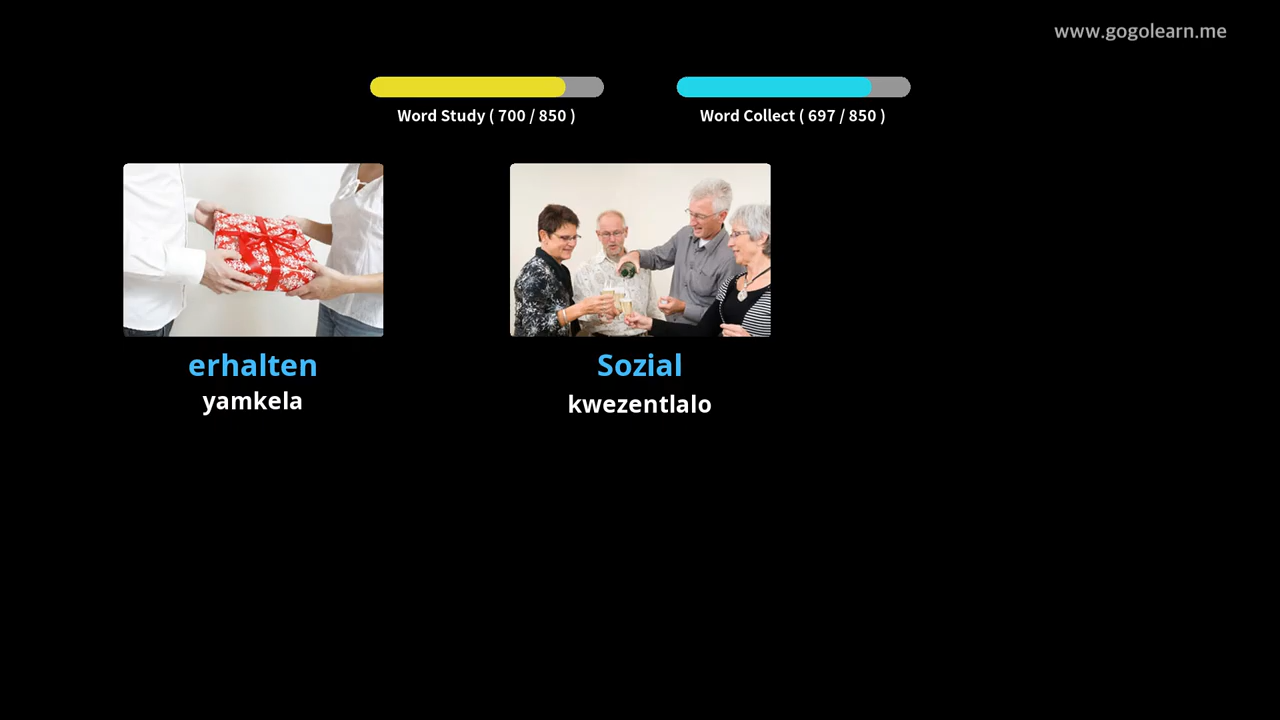 www.gogolearn.me
Word Study ( 700 / 850 )
Word Collect ( 697 / 850 )
erhalten
yamkela
Sozial
kwezentlalo